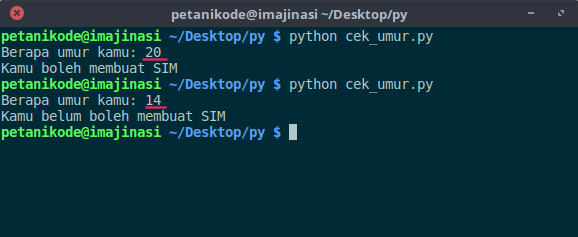 petanikode@imajinasi ~/Desktop/py
petanikode@imajinasi ~/Desktop/py $ python cek_umur.py
Berapa umur kamu: 20
Kamu boleh membuat SIM
petanikode@imajinasi ~/Desktop/py $ python cek_umur.py
Berapa umur kamu: 14
Kamu belum boleh membuat SIM
petanikode@imajinasi ~/Desktop/py $